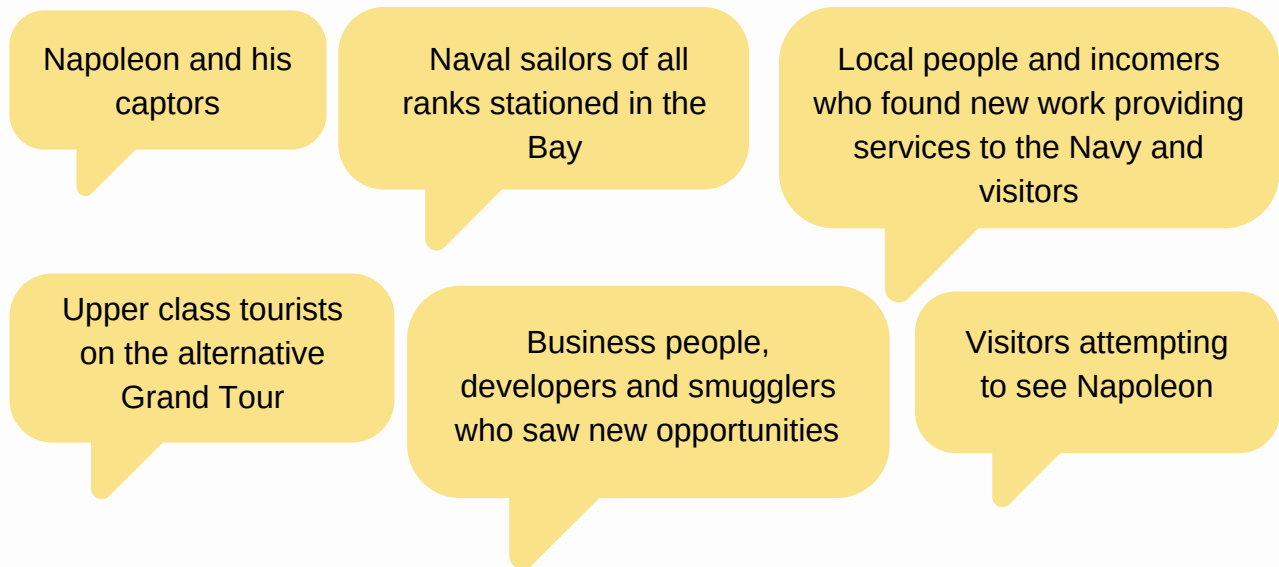 Napoleon and his
captors
Naval sailors of all
ranks stationed in the
Bay
Local people and incomers
who found new work providing
services to the Navy and
visitors
Upper class tourists
on the alternative
Grand Tour
Business people,
developers and smugglers
who saw new opportunities
Visitors attempting
to see Napoleon